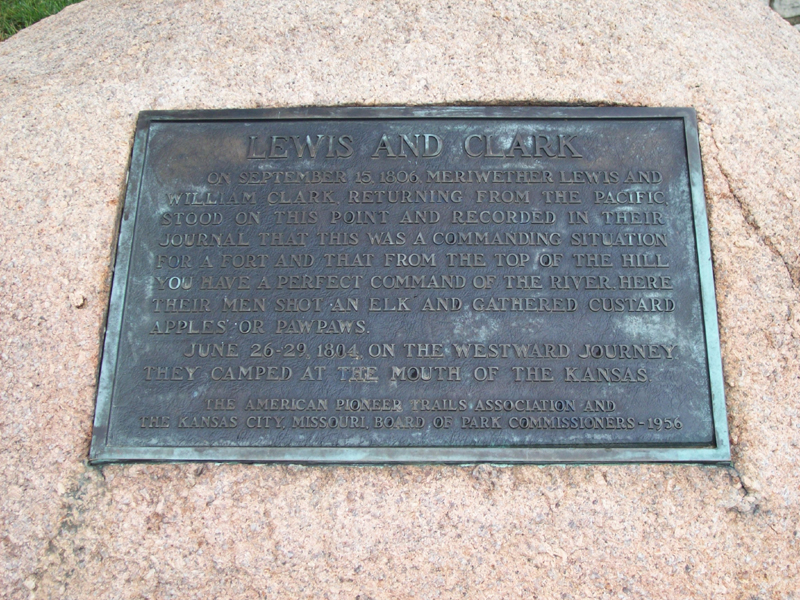 LEWIS AND CLARK
ON SEPTEMBER 15, 1806, MERIWETHER LEWIS AND
WILLIAM CLARK, RETURNING FROM THE PACIFIC,
STOOD ON THIS POINT AND RECORDED IN THEIR
JOURNAL THAT THIS WAS A COMMANDING SITUATION
FOR A FORT AND THAT FROM THE TOP OF THE HILL
YOU HAVE A PERFECT COMMAND OF THE RIVER. HERE
THEIR MEN SHOT AN ELK AND GATHERED CUSTARD
APPLES OR PAWPAWS.
JUNE 26-29, 1804, ON THE WESTWARD JOURNEY,
THEY CAMPED AT THE MOUTH OF THE KANSAS.
THE AMERICAN PIONEER TRAILS ASSOCIATION AND
THE KANSAS CITY, MISSOURI, BOARD OF PARK COMMISSIONERS-1956